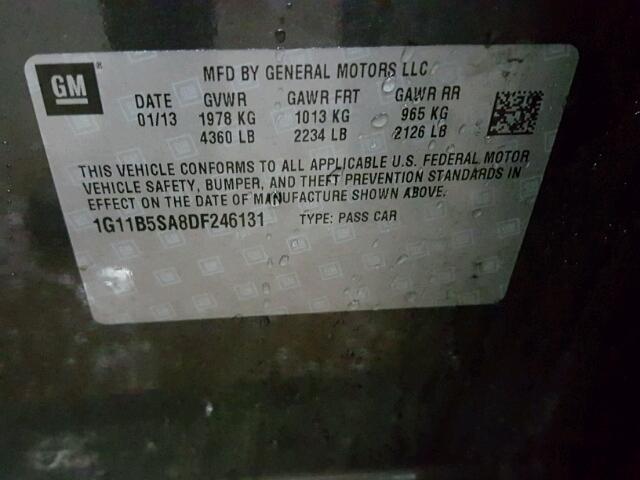 GM ®
MFD BY GENERAL MOTORS LLC
DATE GVWR GAWR FRT GAWR RR
01/13 1978 KG 1013 KG 965 KG
4360 LB 2234 LB 2126 LB
THIS VEHICLE CONFORMS TO ALL APPLICABLE U.S. FEDERAL MOTOR
VEHICLE SAFETY, BUMPER, AND THEFT PREVENTION STANDARDS IN
EFFECT ON THE DATE OF MANUFACTURE SHOWN ABOVE.
1G11B5SA8DF246131 TYPE: PASS CAR